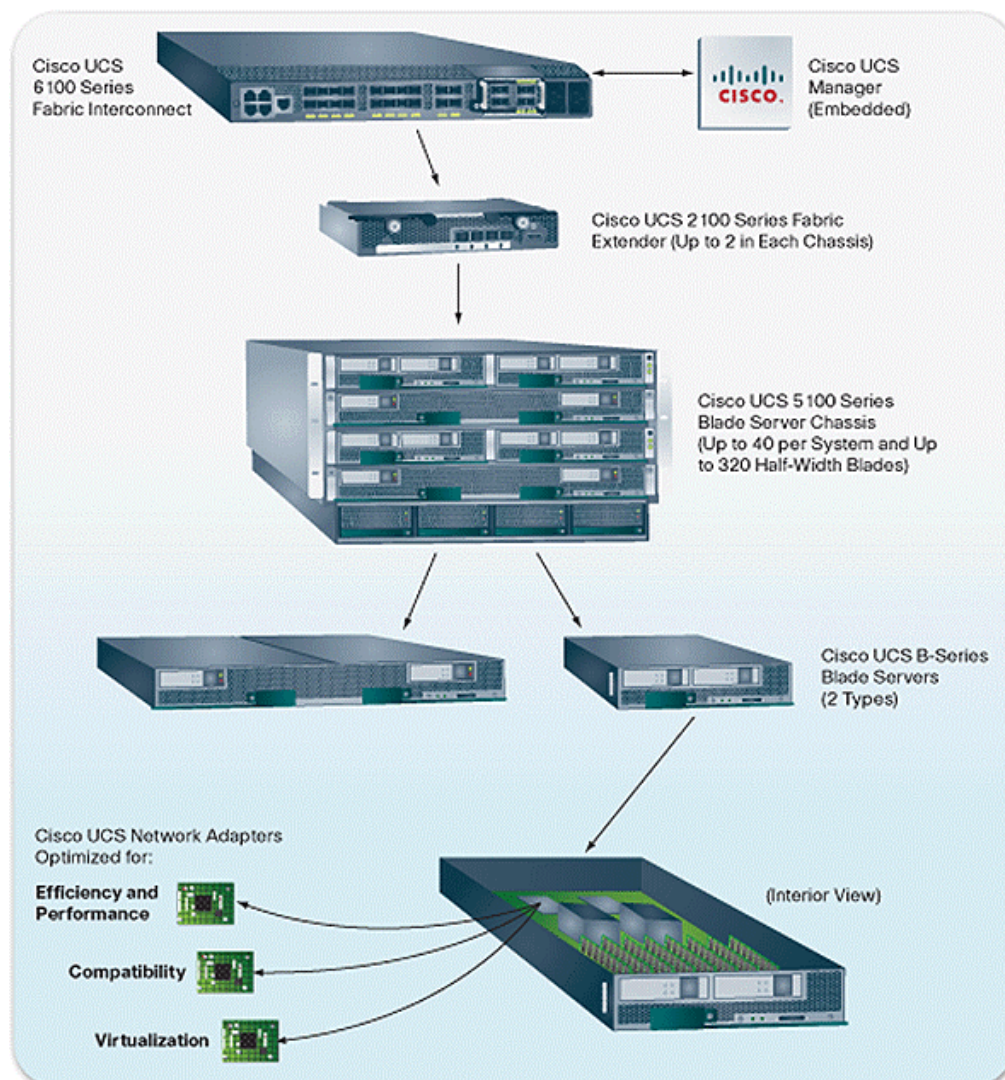 Cisco UCS
6100 Series
Fabric Interconnect
CISCO.
Cisco UCS
Manager
(Embedded)
Cisco UCS 2100 Series Fabric
Extender (Up to 2 in Each Chassis)
Cisco UCS 5100 Series
Blade Server Chassis
(Up to 40 per System and Up
to 320 Half-Width Blades)
Cisco UCS B-Series
Blade Servers
(2 Types)
Cisco UCS Network Adapters
Optimized for:
Efficiency and
Performance
Compatibility
Virtualization
(Interior View)